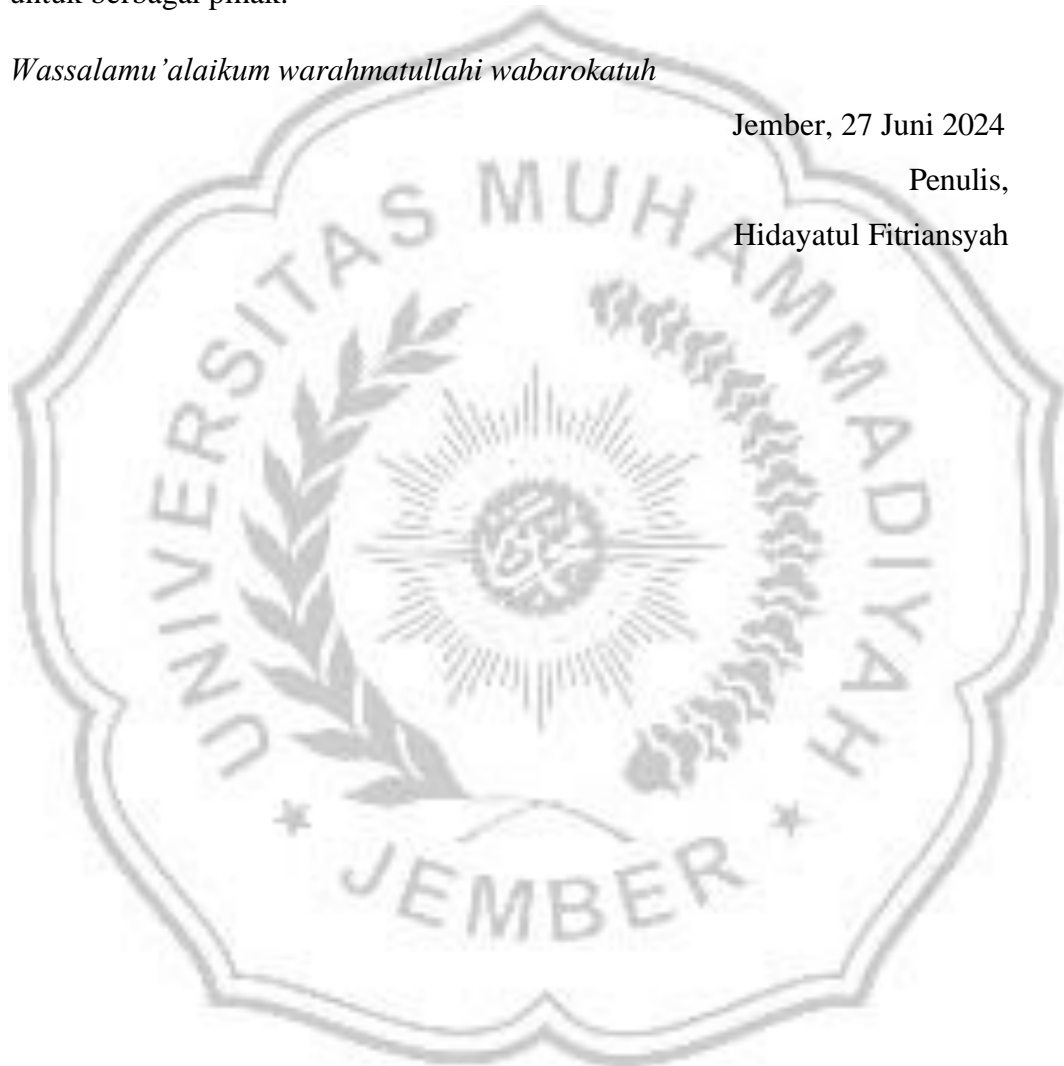 untuk berbagai pihak.
Wassalamu’alaikum warahmatullahi wabarokatuh
Jember, 27 Juni 2024
Penulis,
Hidayatul Fitriansyah
UNIVERSITAS MUHAMMADIYAH
JEMBER